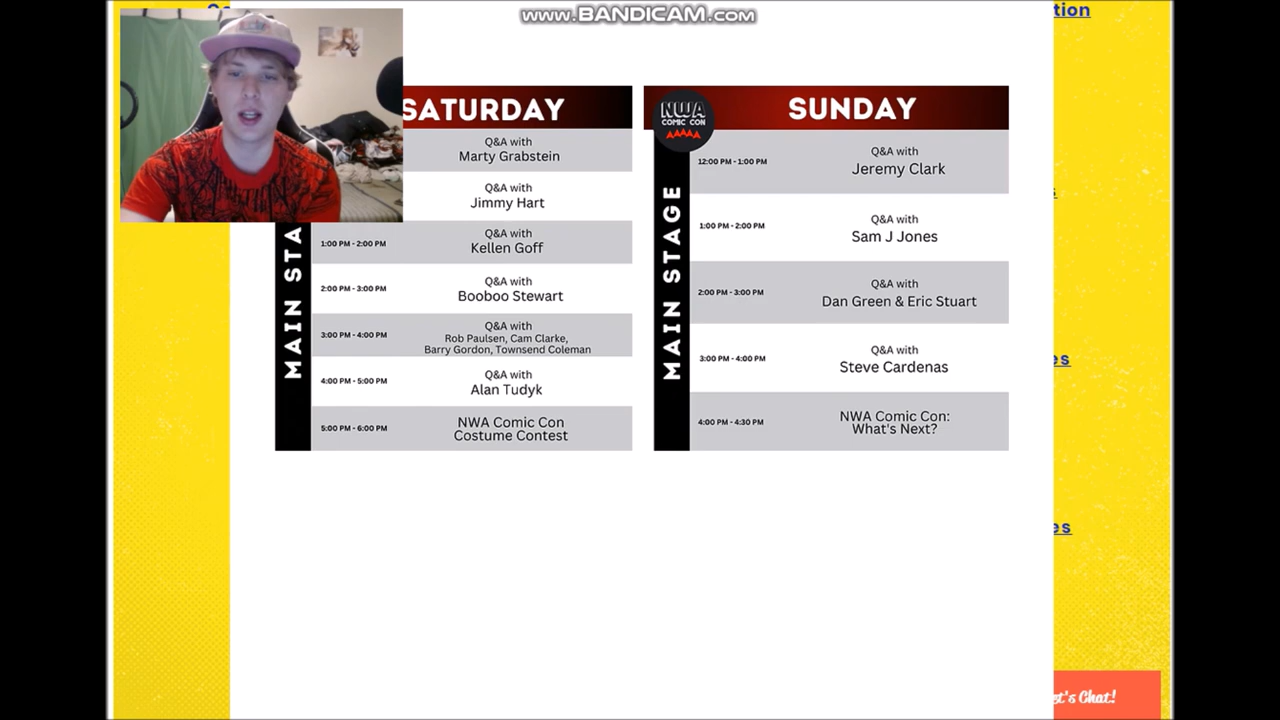 www.BANDICAM.com
tion
SATURDAY
Q&A with
Marty Grabstein
Q&A with
Jimmy Hart
1:00 PM - 2:00 PM
Q&A with
Kellen Goff
2:00 PM - 3:00 PM
Q&A with
Booboo Stewart
3:00 PM - 4:00 PM
Q&A with
Rob Paulsen, Cam Clarke,
Barry Gordon, Townsend Coleman
4:00 PM - 5:00 PM
Q&A with
Alan Tudyk
5:00 PM - 6:00 PM
NWA Comic Con
Costume Contest
MAIN STA
NWA
COMIC CON
SUNDAY
MAIN STAGE
12:00 PM - 1:00 PM
Q&A with
Jeremy Clark
1:00 PM - 2:00 PM
Q&A with
Sam J Jones
2:00 PM - 3:00 PM
Q&A with
Dan Green & Eric Stuart
3:00 PM - 4:00 PM
Q&A with
Steve Cardenas
4:00 PM - 4:30 PM
NWA Comic Con:
What's Next?
s
es
es
et's Chat!